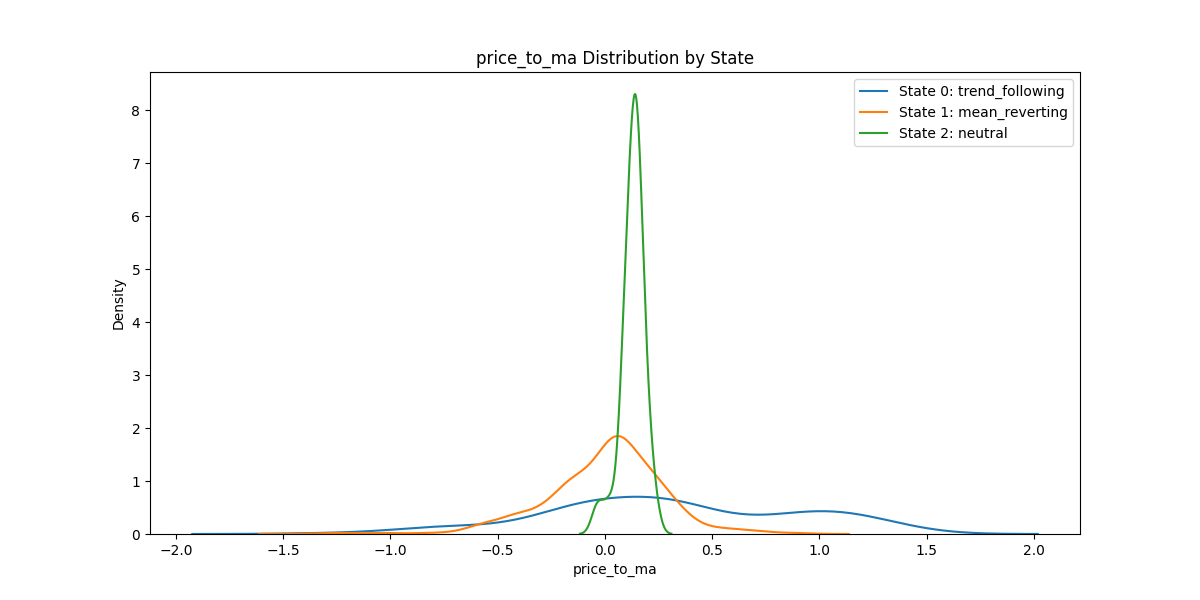 price_to_ma Distribution by State
State 0: trend_following
State 1: mean_reverting
State 2: neutral
Density
8
7
6
5
4
3
2
1
0
−2.0 −1.5 −1.0 −0.5 0.0 0.5 1.0 1.5 2.0
price_to_ma